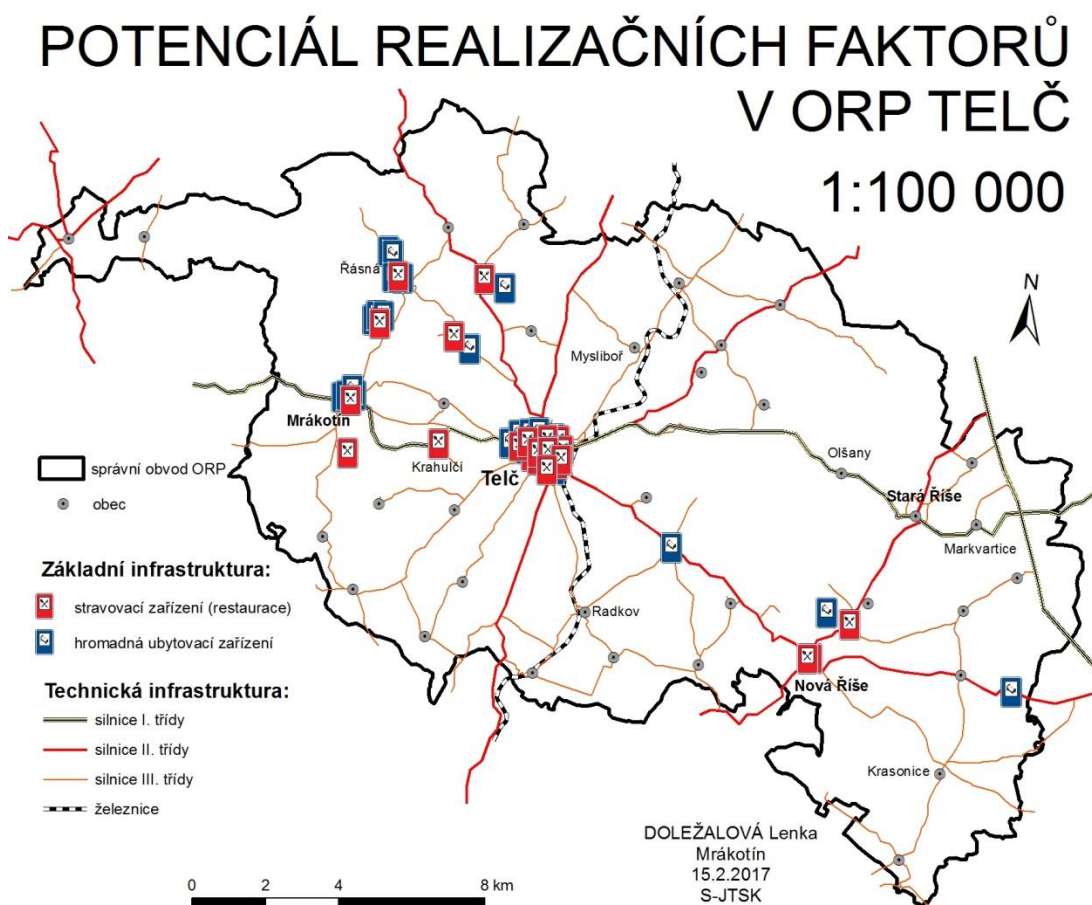 POTENCIÁL REALIZAČNÍCH FAKTORŮ
V ORP TELČ
1:100 000
N
Řásná
Mysliboř
Mrákotín
Krahulčí
Telč
Olšany
Stará Říše
Markvartice
Radkov
Nová Říše
Krasonice
správní obvod ORP
obec
Základní infrastruktura:
stravovací zařízení (restaurace)
hromadná ubytovací zařízení
Technická infrastruktura:
silnice I. třídy
silnice II. třídy
silnice III. třídy
železnice
0 2 4 8 km
DOLEŽALOVÁ Lenka
Mrákotín
15.2.2017
S-JTSK